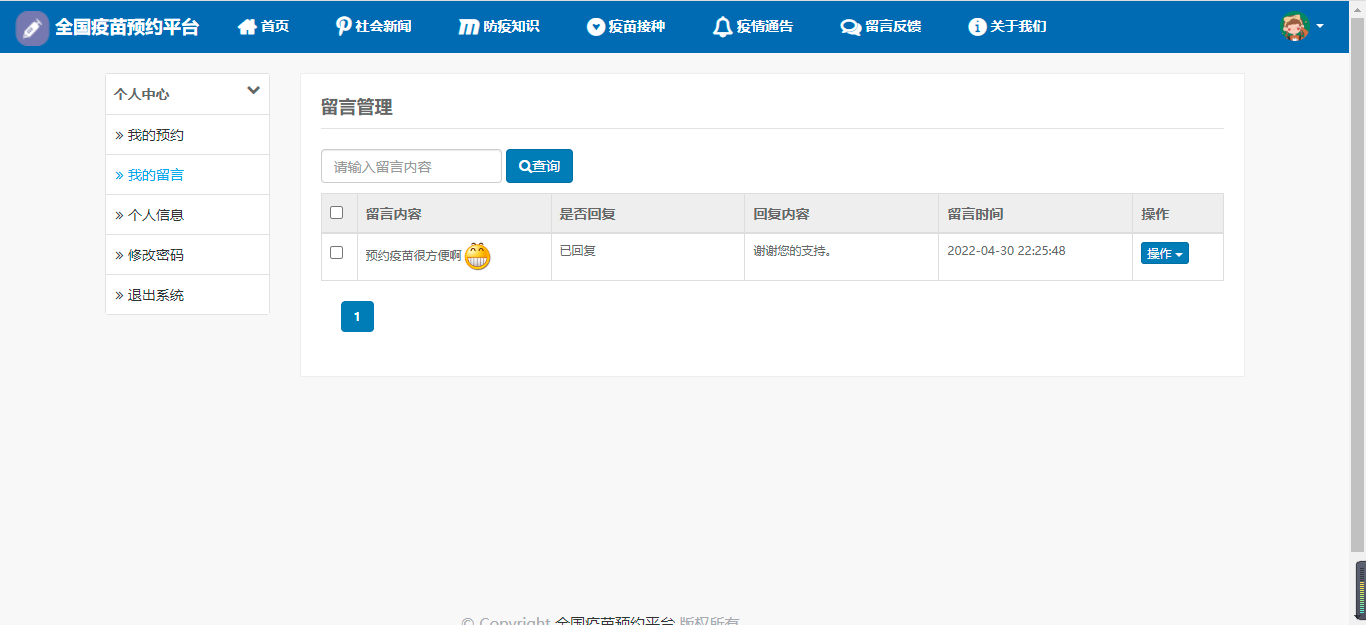 全国疫苗预约平台 首页 社会新闻 防疫知识 疫苗接种 疫情通告 留言反馈 关于我们
个人中心
» 我的预约
» 我的留言
» 个人信息
» 修改密码
» 退出系统
留言管理
请输入留言内容 查询
留言内容 是否回复 回复内容 留言时间 操作
预约疫苗很方便啊 已回复 谢谢您的支持。 2022-04-30 22:25:48 操作
1
© Copyright 全国疫苗预约平台 版权所有